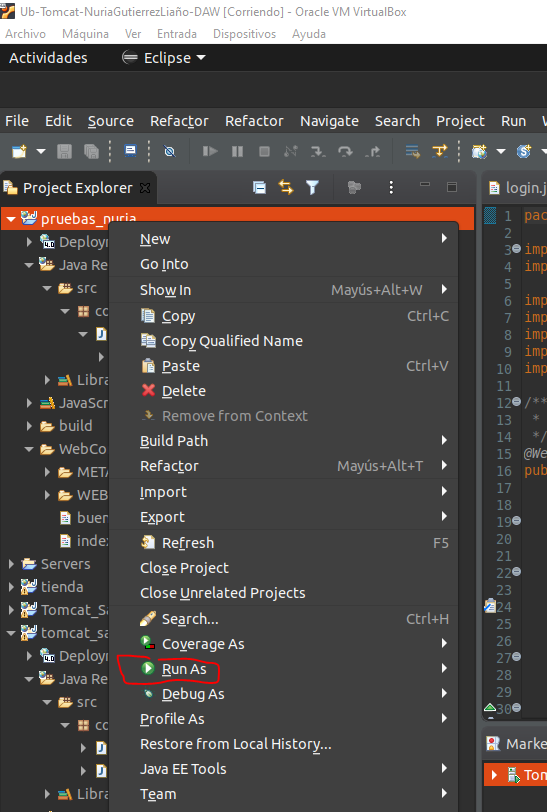 Ub-Tomcat-NuriaGutierrezLiaño-DAW [Corriendo] - Oracle VM VirtualBox
Archivo Máquina Ver Entrada Dispositivos Ayuda
Actividades Eclipse
File Edit Source Refactor Refactor Navigate Search Project Run
Project Explorer
login.j
pruebas_nuria
Deployn
Java Re
src
co
J
Libra
JavaScr
build
WebCo
META
WEB
buen
index
Servers
tienda
Tomcat_Sa
tomcat_sa
Deployn
Java Re
src
co
J
J
Libra
New
Go Into
Show In Mayús+Alt+W
Copy Ctrl+C
Copy Qualified Name
Paste Ctrl+V
Delete
Remove from Context
Build Path
Refactor Mayús+Alt+T
Import
Export
Refresh F5
Close Project
Close Unrelated Projects
Search... Ctrl+H
Coverage As
Run As
Debug As
Profile As
Restore from Local History...
Java EE Tools
Team
1 pac
2
3 imp
4 imp
5
6 imp
7 imp
8 imp
9 imp
10 imp
11
12 /**
13 *
14 */
15 @We
16 pub
17
18
19
20
21
22
23
24
25
26
27
28
29
30
Marke
Tom